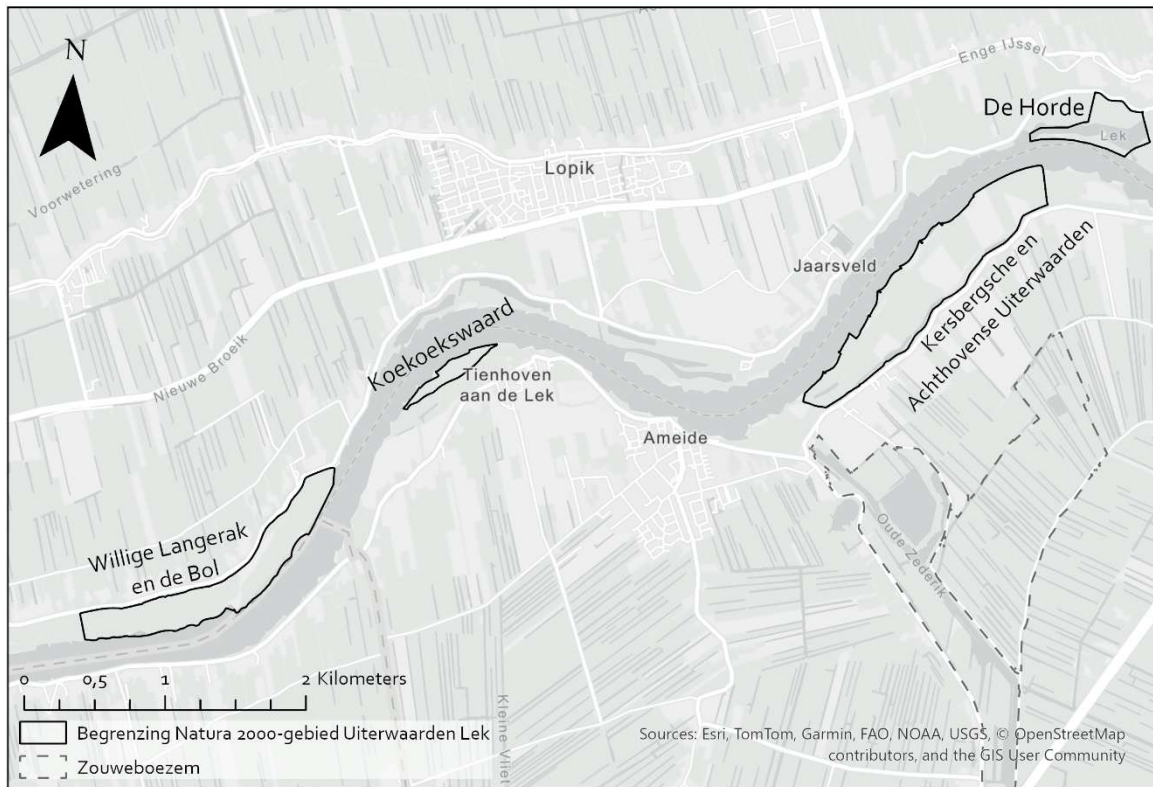 N
Enge IJssel
De Horde
Lek
Lopik
Voorwetering
Jaarsveld
Kersbergsche en
Achthovense Uiterwaarden
Koekoekswaard
Nieuwe Broeik
Tienhoven
aan de Lek
Ameide
Oude Zederik
Willige Langerak
en de Bol
0 0,5 1 2 Kilometers
Kleine Vliet
Begrenzing Natura 2000-gebied Uiterwaarden Lek
Zouweboezem
Sources: Esri, TomTom, Garmin, FAO, NOAA, USGS, © OpenStreetMap
contributors, and the GIS User Community